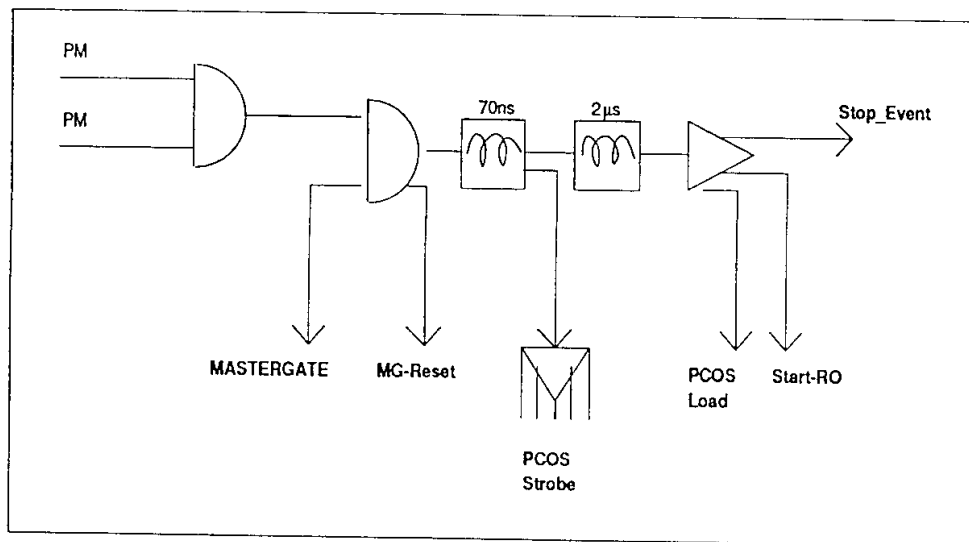 PM
PM
70ns
2µs
Stop_Event
MASTERGATE
MG-Reset
PCOS
Load
Start-RO
PCOS
Strobe